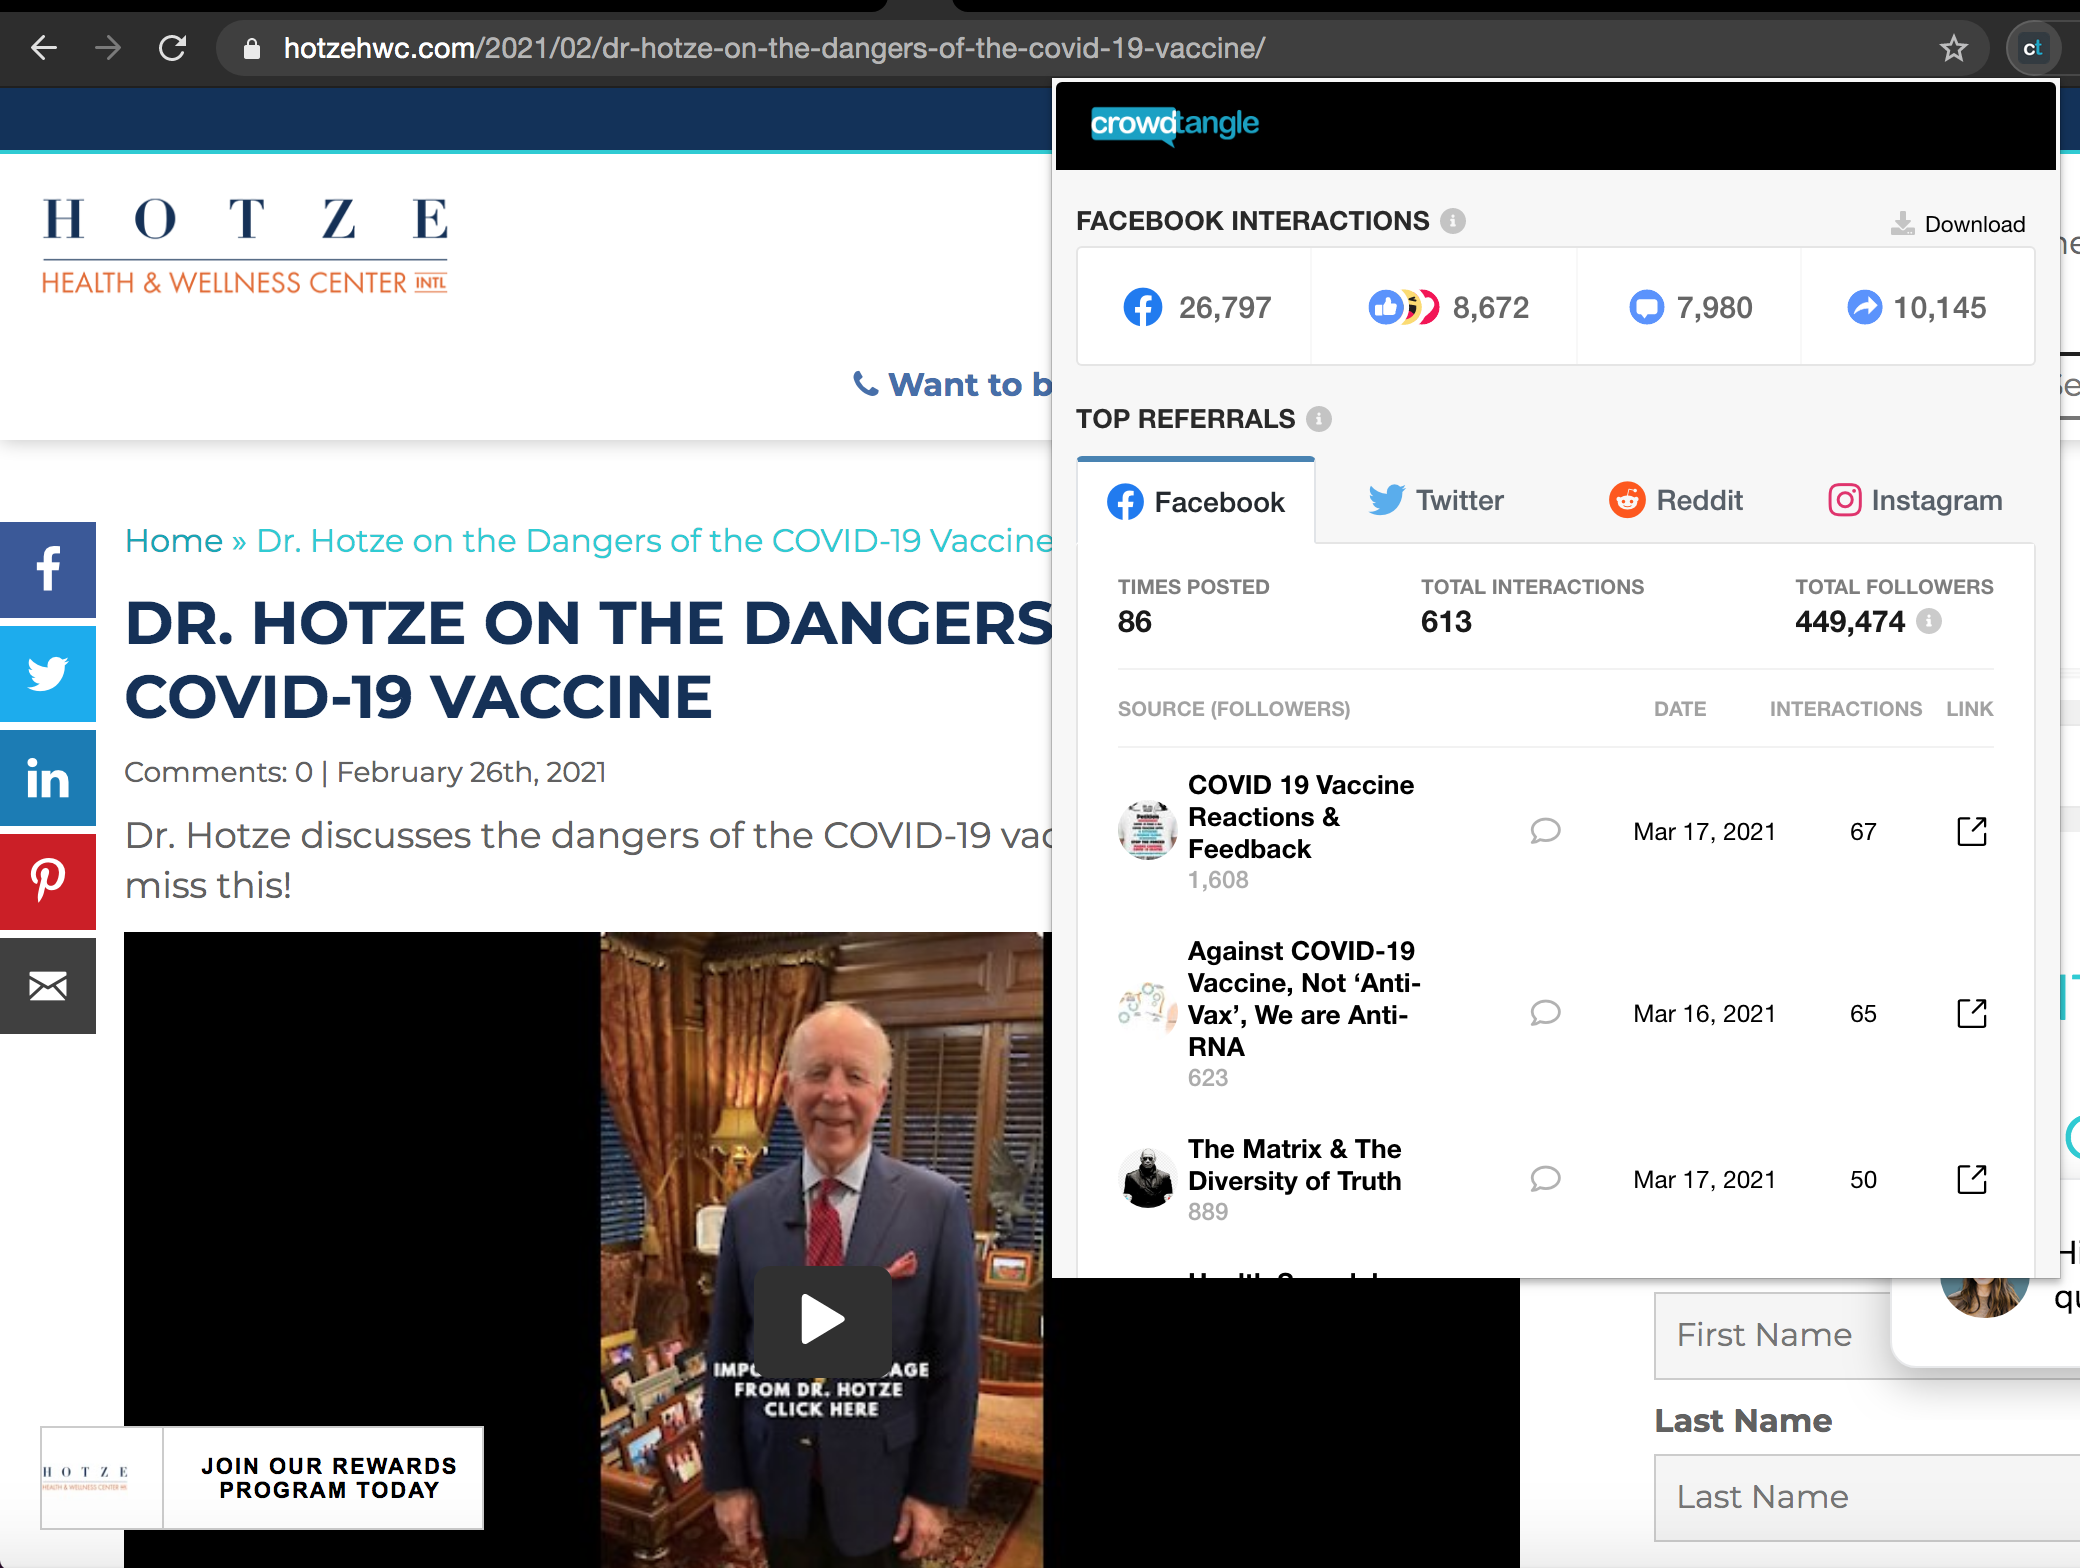 hotzehwc.com/2021/02/dr-hotze-on-the-dangers-of-the-covid-19-vaccine/
ct
HOTZE
HEALTH & WELLNESS CENTER INTL
Want to b
Home » Dr. Hotze on the Dangers of the COVID-19 Vaccine
DR. HOTZE ON THE DANGERS
COVID-19 VACCINE
Comments: 0 | February 26th, 2021
Dr. Hotze discusses the dangers of the COVID-19 vac
miss this!
FROM DR. HOTZE
CLICK HERE
HOTZE
HEALTH & WELLNESS CENTER
JOIN OUR REWARDS
PROGRAM TODAY
crowdtangle
FACEBOOK INTERACTIONS
Download
26,797 8,672 7,980 10,145
TOP REFERRALS
Facebook Twitter Reddit Instagram
TIMES POSTED TOTAL INTERACTIONS TOTAL FOLLOWERS
86 613 449,474
SOURCE (FOLLOWERS) DATE INTERACTIONS LINK
COVID 19 Vaccine
Reactions &
Feedback
1,608
Mar 17, 2021 67
Against COVID-19
Vaccine, Not ‘Anti-
Vax’, We are Anti-
RNA
623
Mar 16, 2021 65
The Matrix & The
Diversity of Truth
889
Mar 17, 2021 50
Hi
qu
First Name
Last Name
Last Name